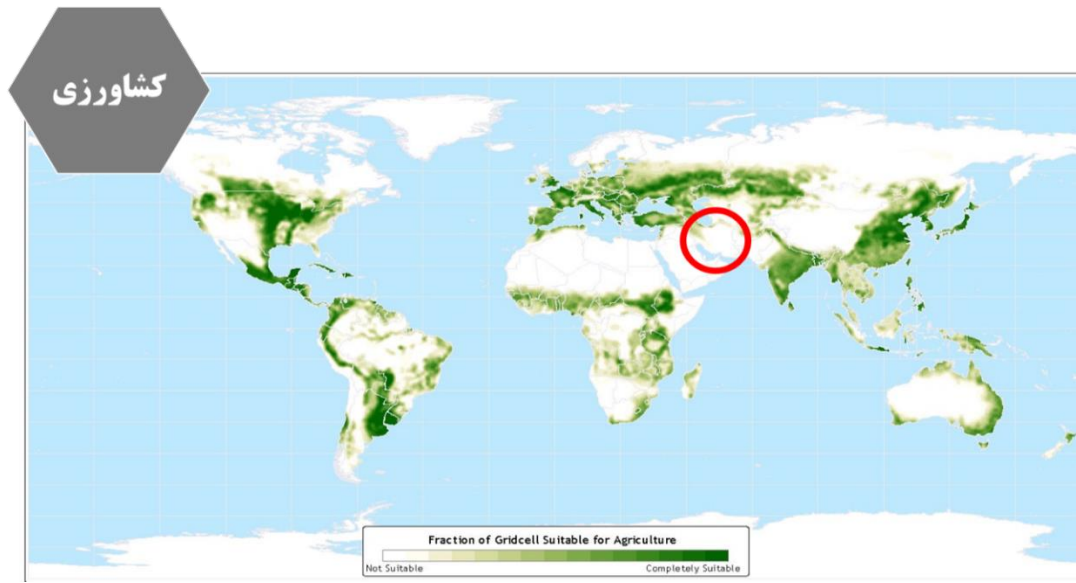 کشاورزی
Fraction of Gridcell Suitable for Agriculture
Not Suitable
Completely Suitable